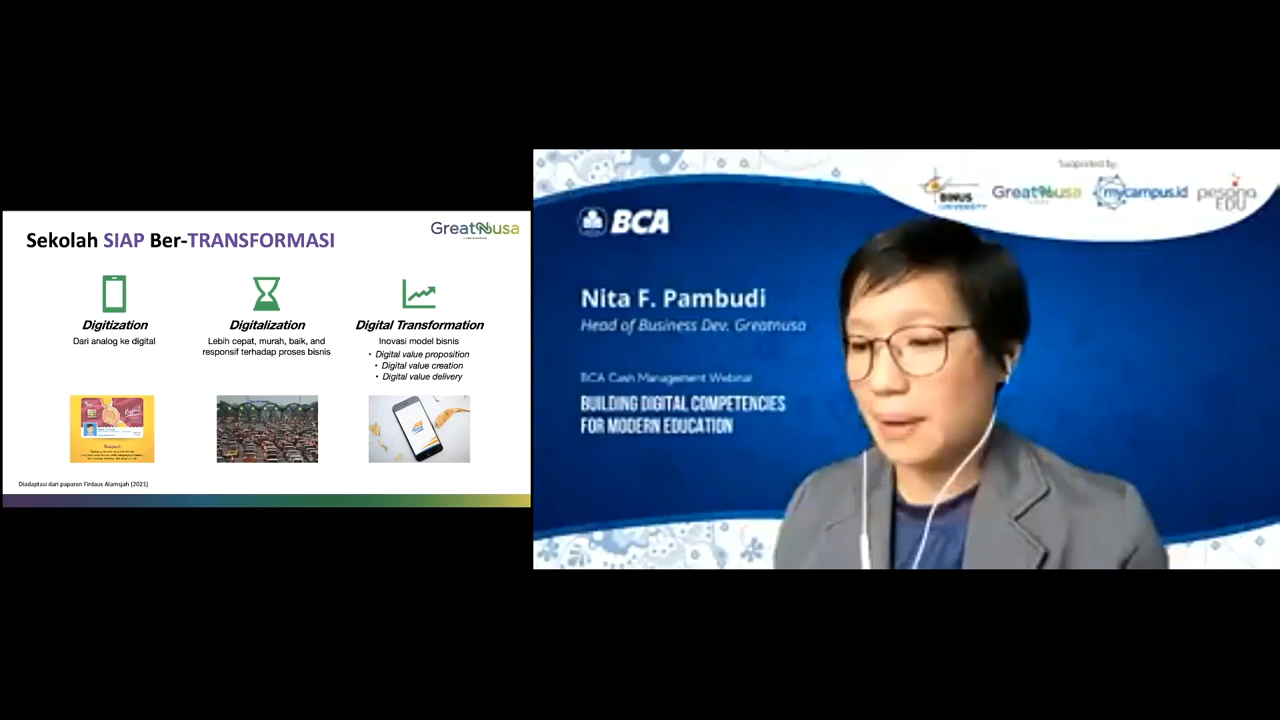 Sekolah SIAP Ber-TRANSFORMASI
GreatNusa
Digitization
Dari analog ke digital
Digitalization
Lebih cepat, murah, baik, and
responsif terhadap proses bisnis
Digital Transformation
Inovasi model bisnis
• Digital value proposition
• Digital value creation
• Digital value delivery
Diadaptasi dari paparan Firdaus Alamsjah (2021)
Supported by:
BINUS
UNIVERSITY
GreatNusa
mycampus.id
pesona
EDU
BCA
Nita F. Pambudi
Head of Business Dev. Greatnusa
BCA Cash Management Webinar
BUILDING DIGITAL COMPETENCIES
FOR MODERN EDUCATION